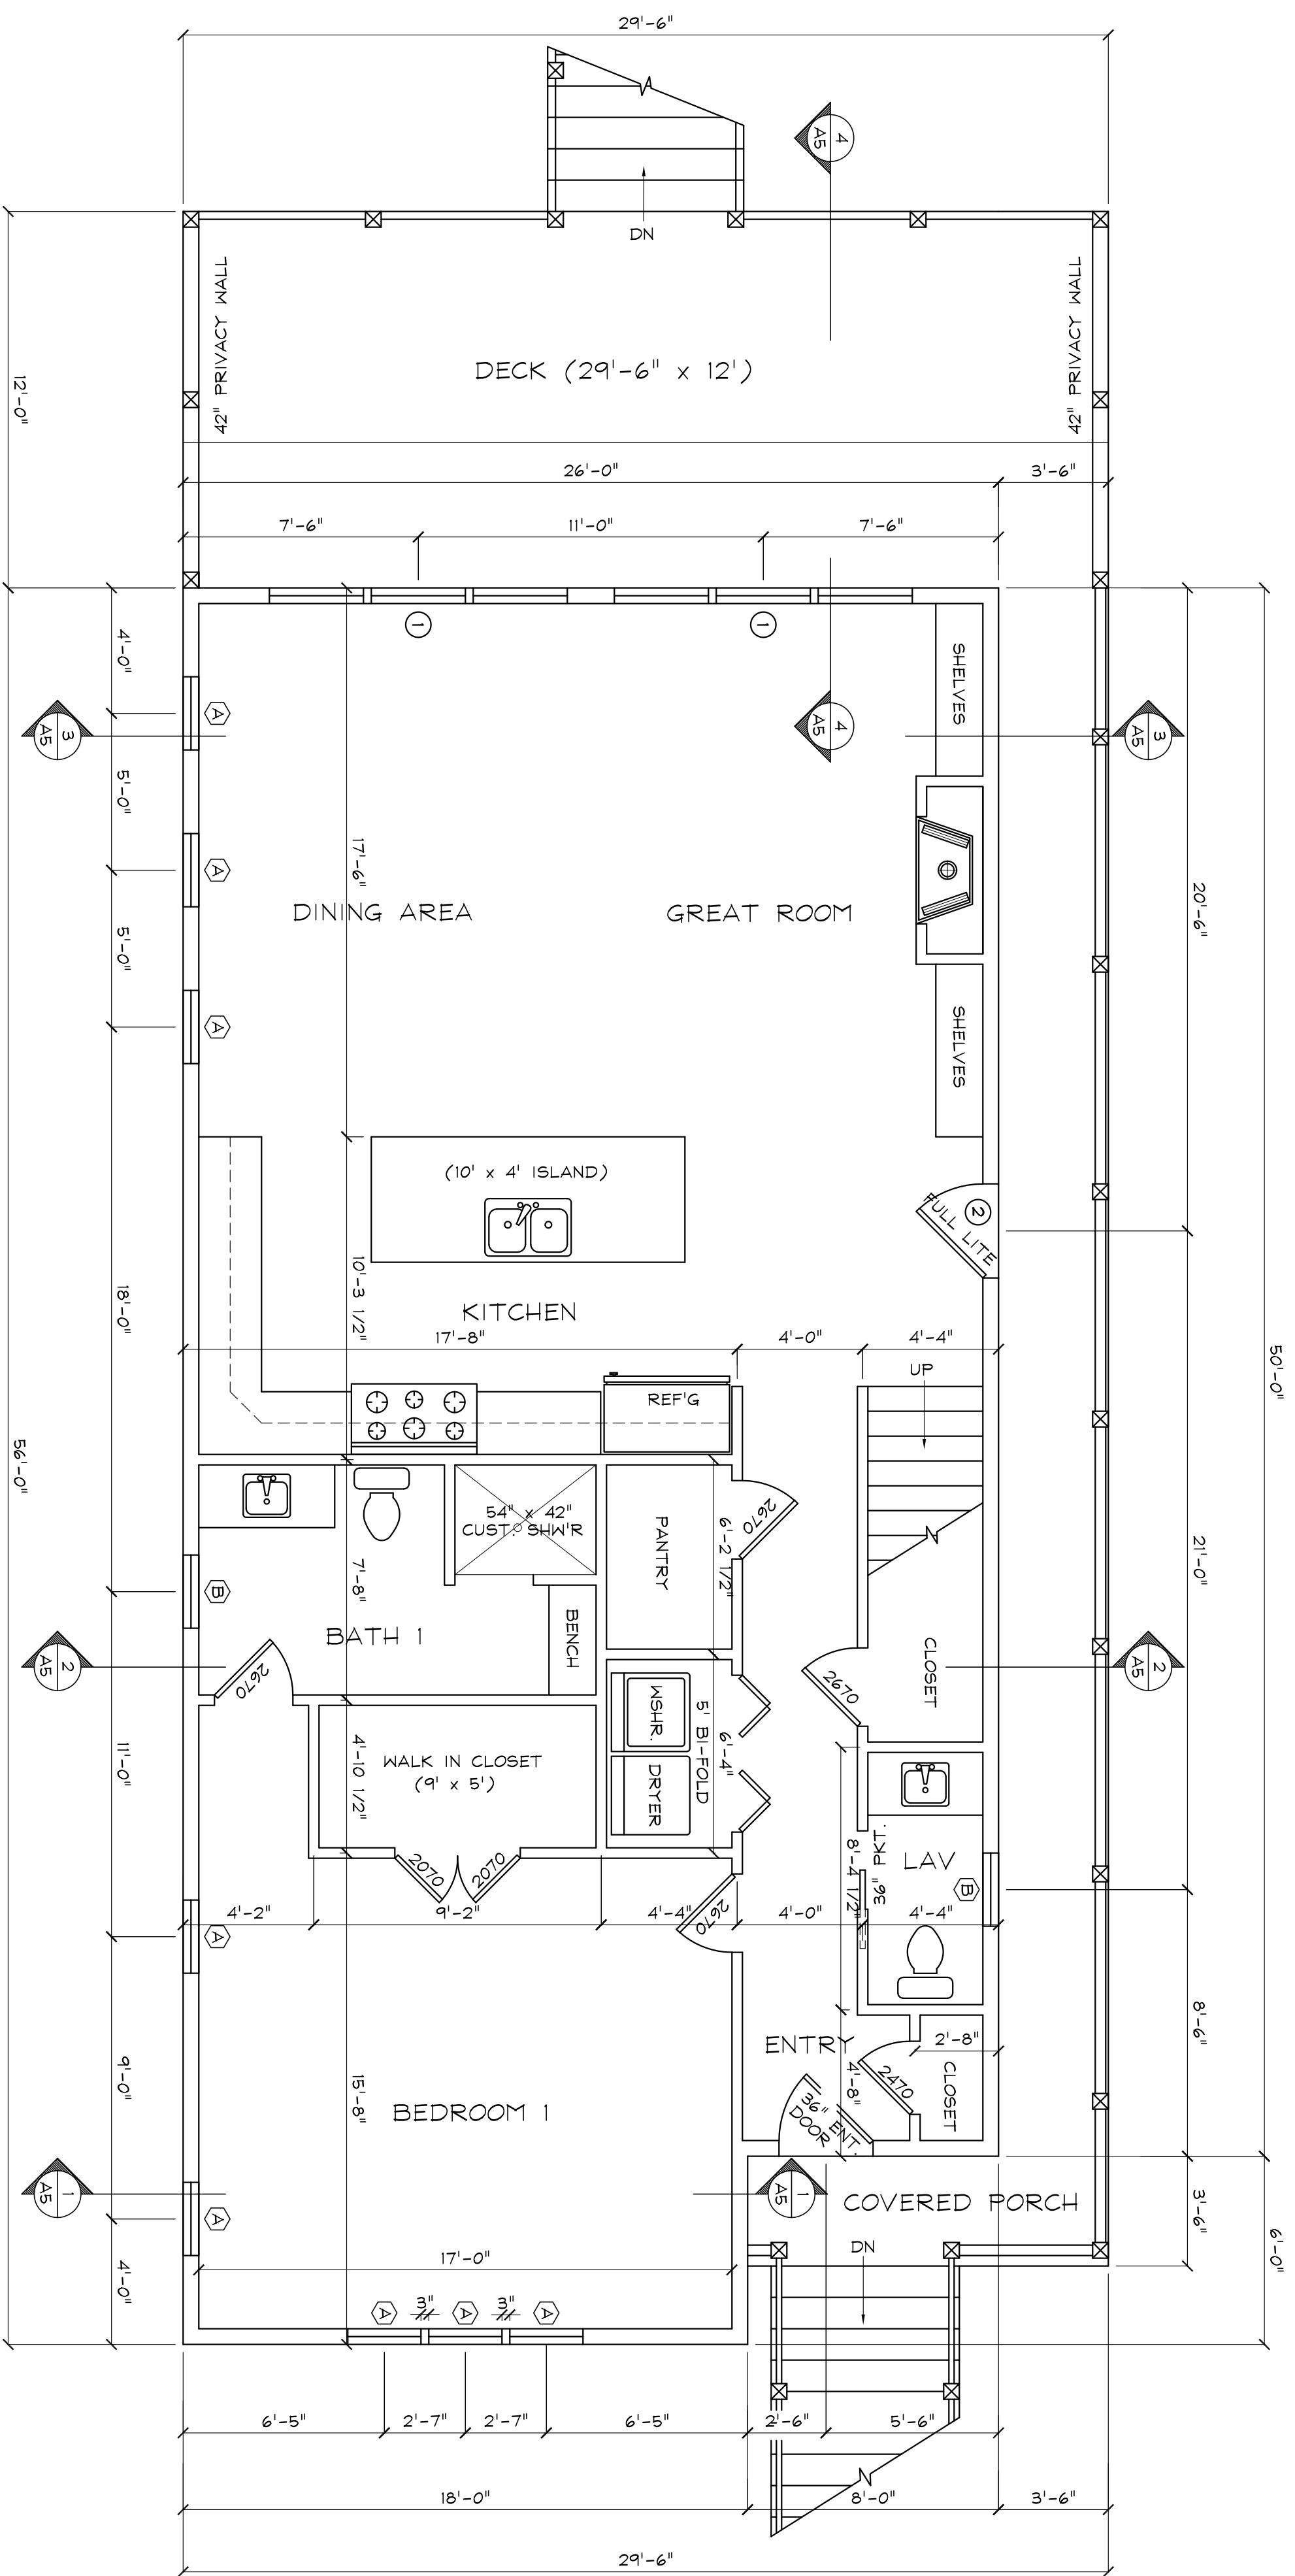 29'-6"
4
A5
DN
42" PRIVACY WALL
42" PRIVACY WALL
DECK (29'-6" x 12')
12'-0"
26'-0"
3'-6"
7'-6"
11'-0"
7'-6"
1
1
4'-0"
SHELVES
A
3
A5
4
A5
3
A5
5'-0"
17'-6"
A
20'-6"
DINING AREA
GREAT ROOM
5'-0"
A
SHELVES
(10' x 4' ISLAND)
2
FULL LITE
18'-0"
10'-3 1/2"
KITCHEN
17'-8"
4'-0"
4'-4"
50'-0"
UP
REF'G
56'-0"
54" x 42"
CUST. SHW'R
PANTRY
6'-2 1/2"
2670
21'-0"
7'-8"
B
BATH 1
BENCH
2
A5
2670
2670
CLOSET
2
A5
WSHR.
5' BI-FOLD
6'-4"
11'-0"
4'-10 1/2"
WALK IN CLOSET
(9' x 5')
DRYER
36" PKT.
8'-4 1/2"
LAV
B
2070
2070
4'-2"
9'-2"
4'-4"
2670
4'-0"
4'-4"
A
8'-6"
ENTRY
2'-8"
9'-0"
15'-8"
2470
4'-8"
CLOSET
BEDROOM 1
36" ENT.
DOOR
1
A5
1
A5
COVERED PORCH
3'-6"
A
DN
6'-0"
17'-0"
4'-0"
A
3"
A
3"
A
6'-5"
2'-7"
2'-7"
6'-5"
2'-6"
5'-6"
18'-0"
8'-0"
3'-6"
29'-6"